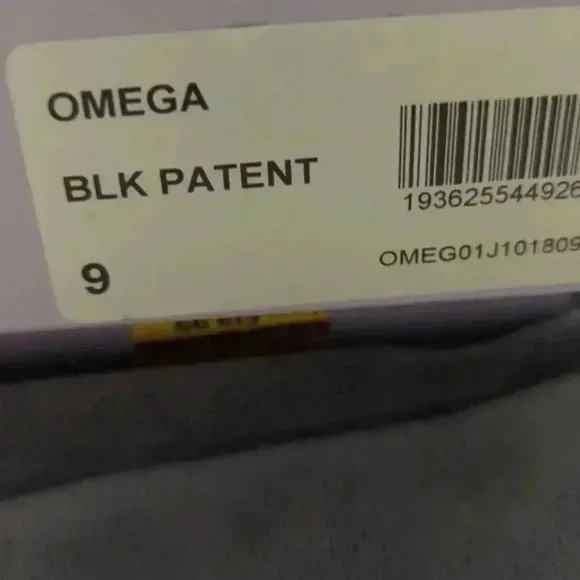 OMEGA
BLK PATENT
193625544926
9
OMEG01J101809